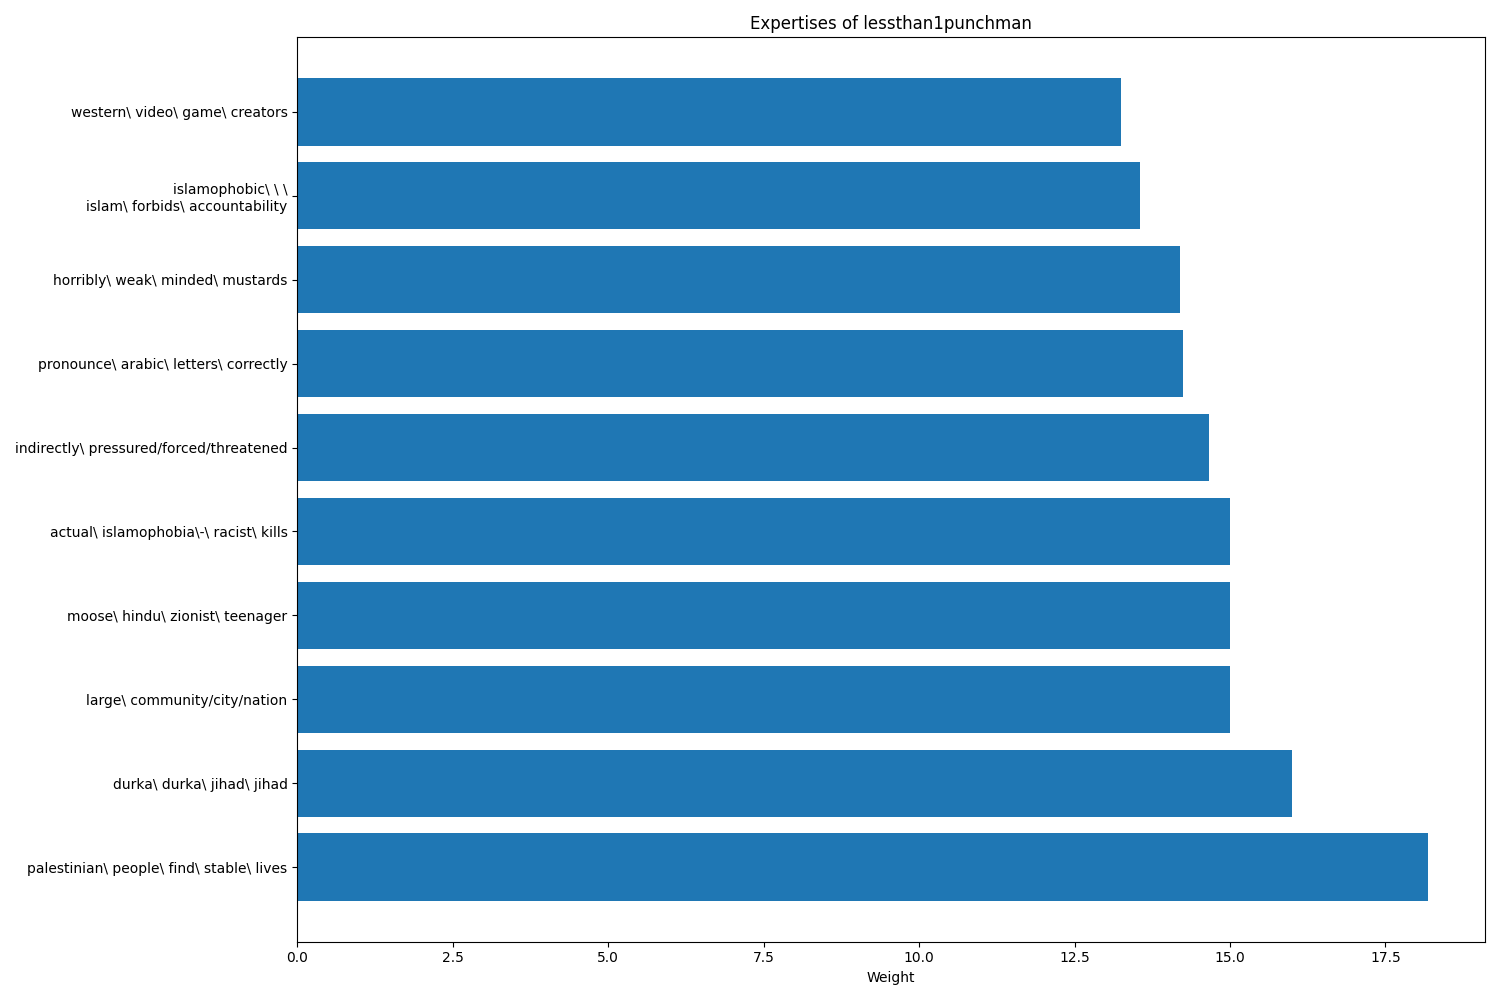 Expertises of lessthan1punchman
western\ video\ game\ creators
islamophobic\ \ \
islam\ forbids\ accountability
horribly\ weak\ minded\ mustards
pronounce\ arabic\ letters\ correctly
indirectly\ pressured/forced/threatened
actual\ islamophobia\-\ racist\ kills
moose\ hindu\ zionist\ teenager
large\ community/city/nation
durka\ durka\ jihad\ jihad
palestinian\ people\ find\ stable\ lives
0.0 2.5 5.0 7.5 10.0 12.5 15.0 17.5
Weight